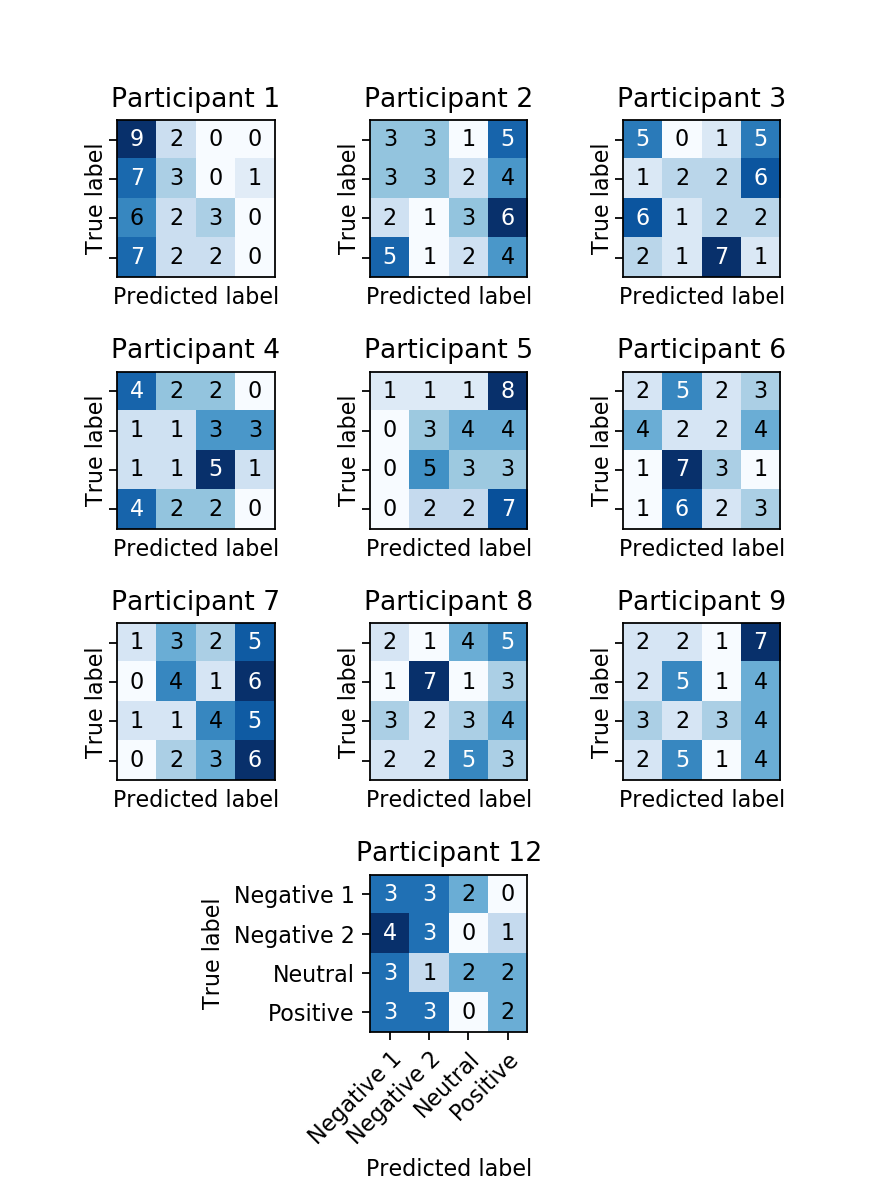 Participant 1
True label
9 2 0 0
7 3 0 1
6 2 3 0
7 2 2 0
Predicted label
Participant 2
True label
3 3 1 5
3 3 2 4
2 1 3 6
5 1 2 4
Predicted label
Participant 3
True label
5 0 1 5
1 2 2 6
6 1 2 2
2 1 7 1
Predicted label
Participant 4
True label
4 2 2 0
1 1 3 3
1 1 5 1
4 2 2 0
Predicted label
Participant 5
True label
1 1 1 8
0 3 4 4
0 5 3 3
0 2 2 7
Predicted label
Participant 6
True label
2 5 2 3
4 2 2 4
1 7 3 1
1 6 2 3
Predicted label
Participant 7
True label
1 3 2 5
0 4 1 6
1 1 4 5
0 2 3 6
Predicted label
Participant 8
True label
2 1 4 5
1 7 1 3
3 2 3 4
2 2 5 3
Predicted label
Participant 9
True label
2 2 1 7
2 5 1 4
3 2 3 4
2 5 1 4
Predicted label
Participant 12
True label
Negative 1 3 3 2 0
Negative 2 4 3 0 1
Neutral 3 1 2 2
Positive 3 3 0 2
Negative 1
Negative 2
Neutral
Positive
Predicted label